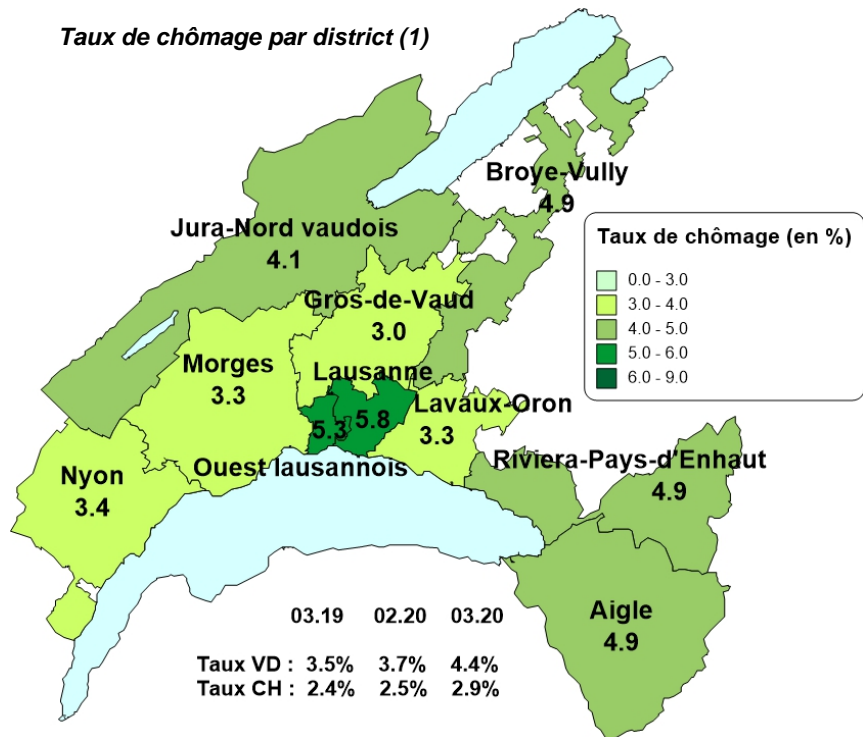 Taux de chômage par district (1)
Broye-Vully
4.9
Jura-Nord vaudois
4.1
Taux de chômage (en %)
0.0 - 3.0
3.0 - 4.0
4.0 - 5.0
5.0 - 6.0
6.0 - 9.0
Gros-de-Vaud
3.0
Morges
3.3
Lausanne
5.8
5.3
Lavaux-Oron
3.3
Ouest lausannois
Riviera-Pays-d'Enhaut
4.9
Nyon
3.4
Aigle
4.9
03.19 02.20 03.20
Taux VD : 3.5% 3.7% 4.4%
Taux CH : 2.4% 2.5% 2.9%